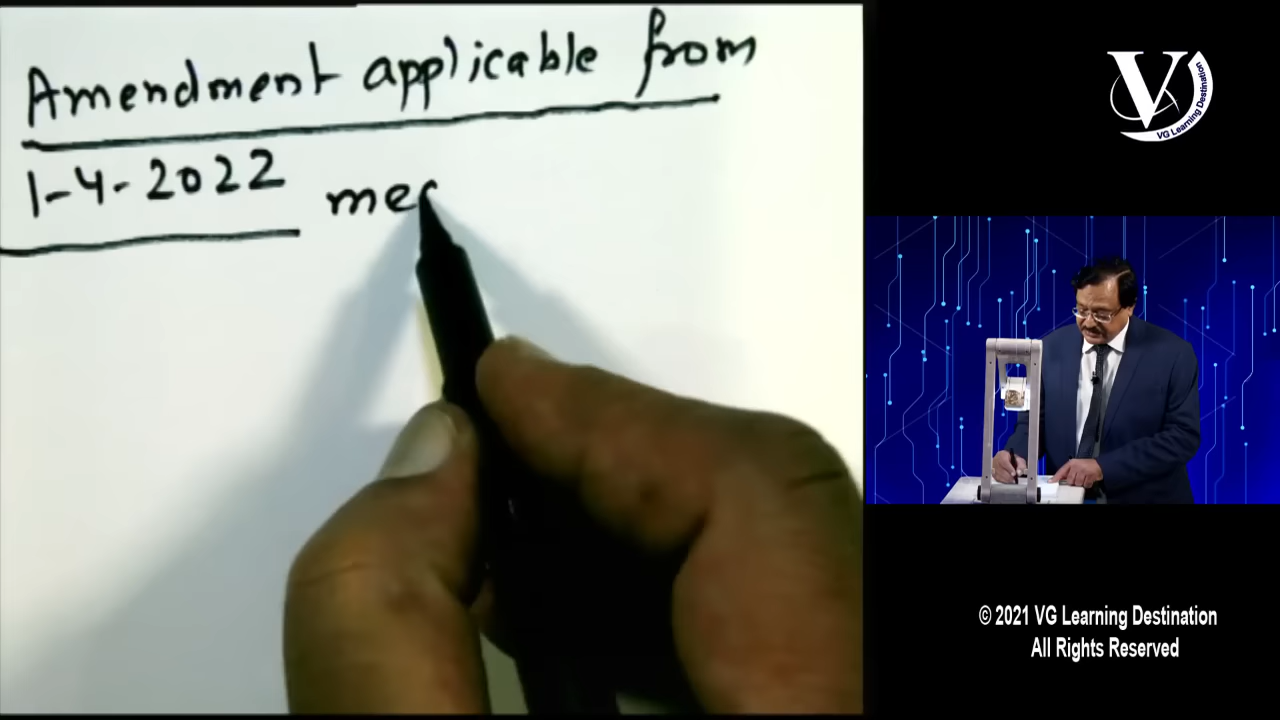 Amendment applicable from
1-4-2022 mea
V
VG Learning Destination
© 2021 VG Learning Destination
All Rights Reserved